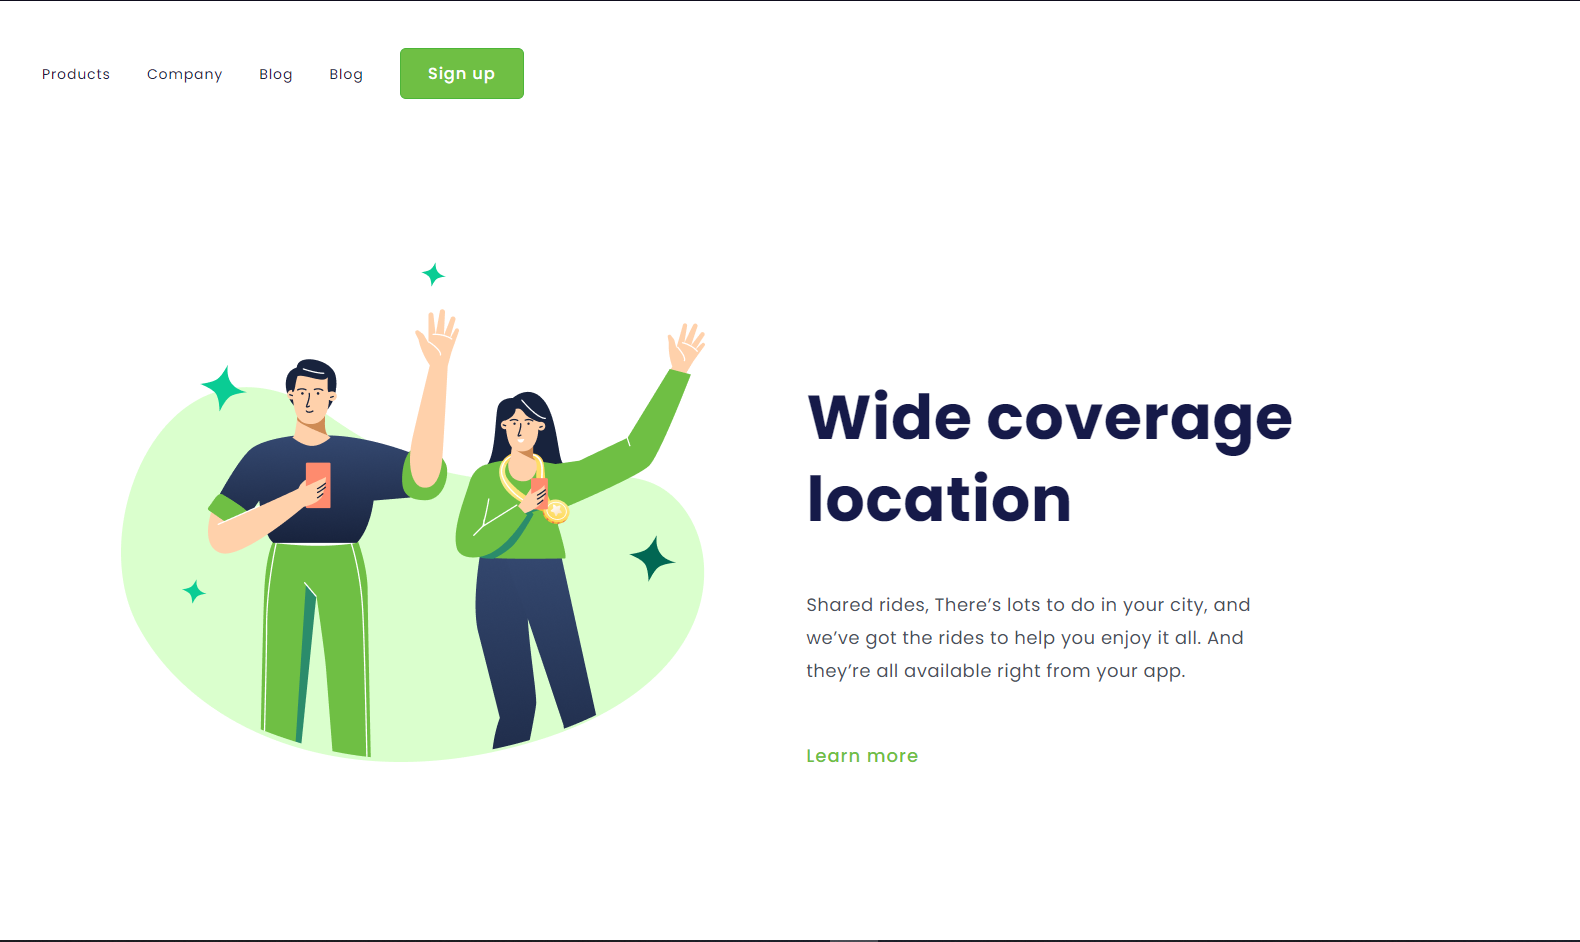 Products Company Blog Blog Sign up
Wide coverage
location
Shared rides, There’s lots to do in your city, and
we’ve got the rides to help you enjoy it all. And
they’re all available right from your app.
Learn more